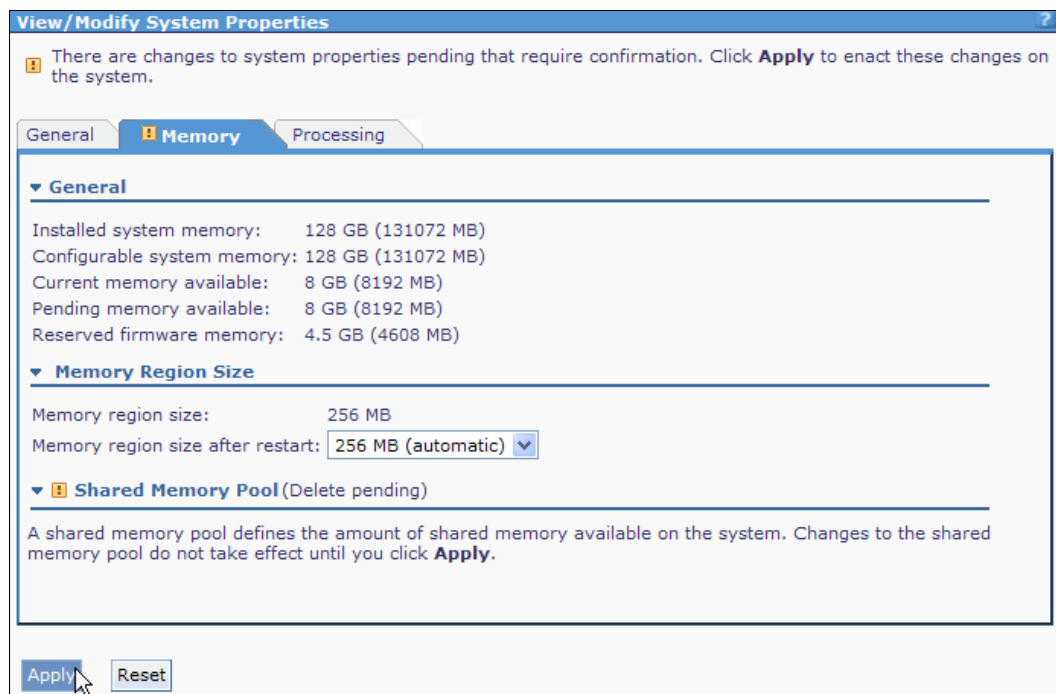 View/Modify System Properties ?
There are changes to system properties pending that require confirmation. Click Apply to enact these changes on
the system.
General Memory Processing
General
Installed system memory: 128 GB (131072 MB)
Configurable system memory: 128 GB (131072 MB)
Current memory available: 8 GB (8192 MB)
Pending memory available: 8 GB (8192 MB)
Reserved firmware memory: 4.5 GB (4608 MB)
Memory Region Size
Memory region size: 256 MB
Memory region size after restart: 256 MB (automatic)
Shared Memory Pool (Delete pending)
A shared memory pool defines the amount of shared memory available on the system. Changes to the shared
memory pool do not take effect until you click Apply.
Apply Reset